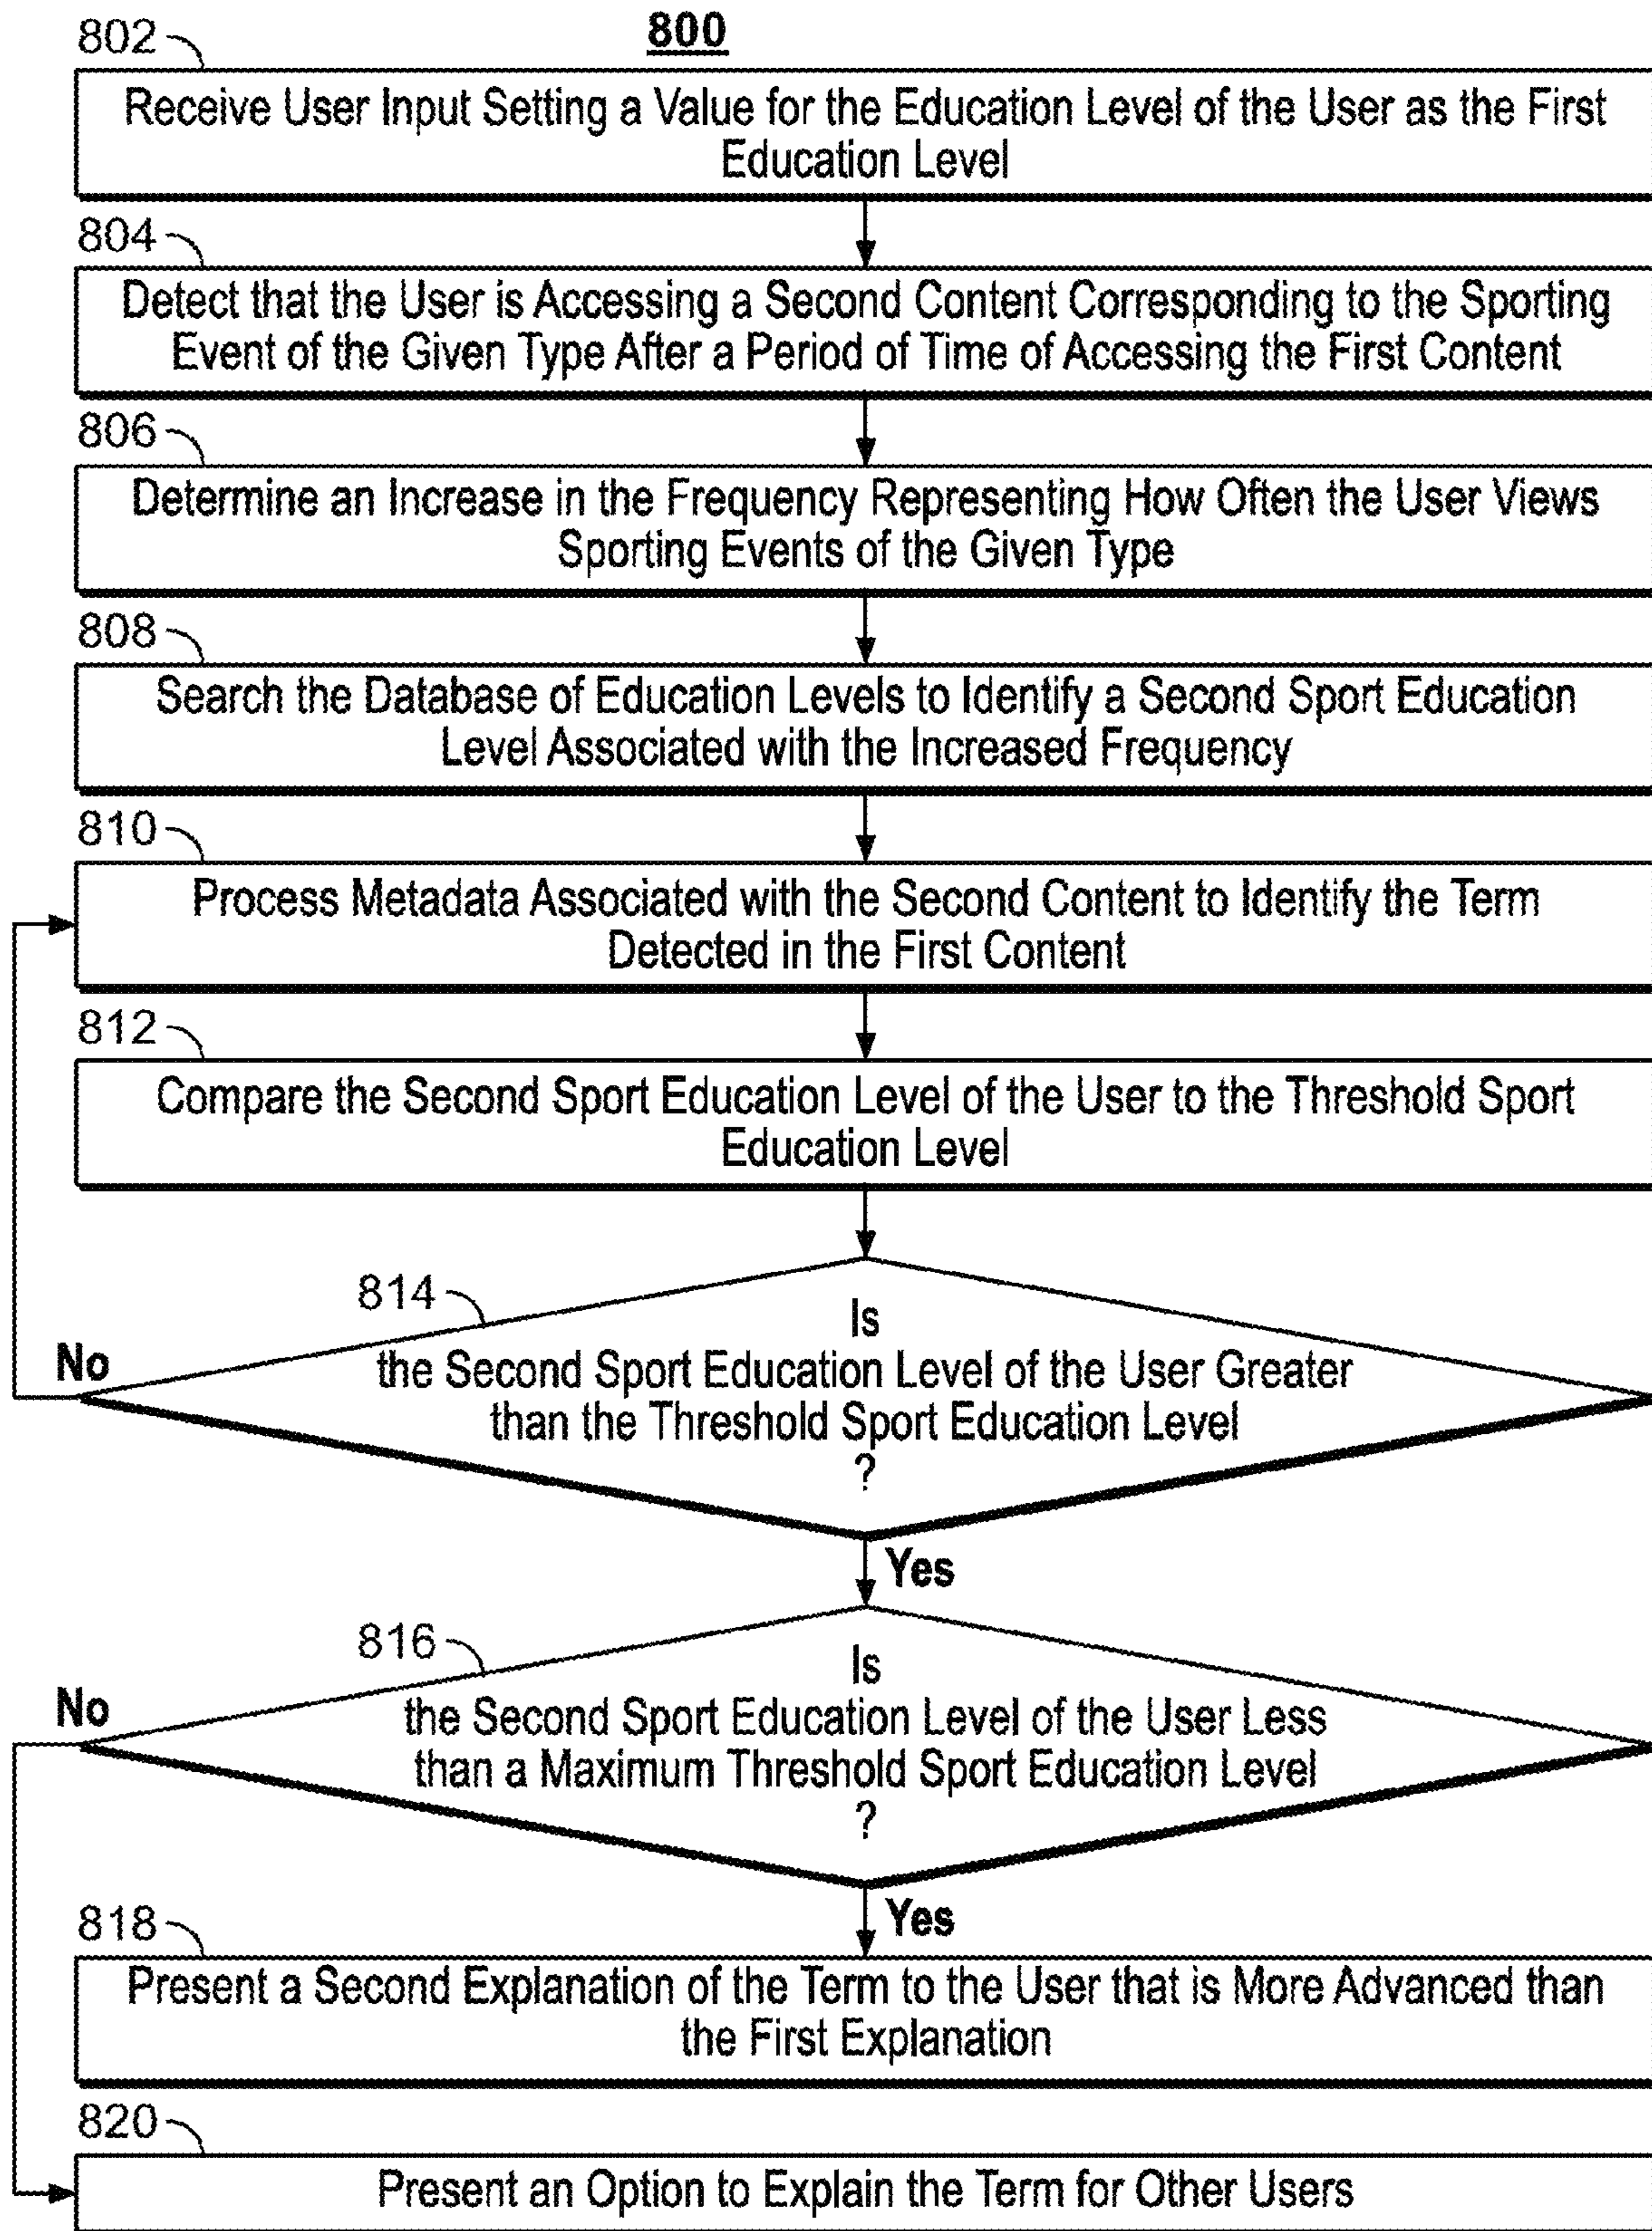 800
802
Receive User Input Setting a Value for the Education Level of the User as the First
Education Level
804
Detect that the User is Accessing a Second Content Corresponding to the Sporting
Event of the Given Type After a Period of Time of Accessing the First Content
806
Determine an Increase in the Frequency Representing How Often the User Views
Sporting Events of the Given Type
808
Search the Database of Education Levels to Identify a Second Sport Education
Level Associated with the Increased Frequency
810
Process Metadata Associated with the Second Content to Identify the Term
Detected in the First Content
812
Compare the Second Sport Education Level of the User to the Threshold Sport
Education Level
814
Is
No
the Second Sport Education Level of the User Greater
than the Threshold Sport Education Level
?
Yes
816
Is
No
the Second Sport Education Level of the User Less
than a Maximum Threshold Sport Education Level
?
Yes
818
Present a Second Explanation of the Term to the User that is More Advanced than
the First Explanation
820
Present an Option to Explain the Term for Other Users